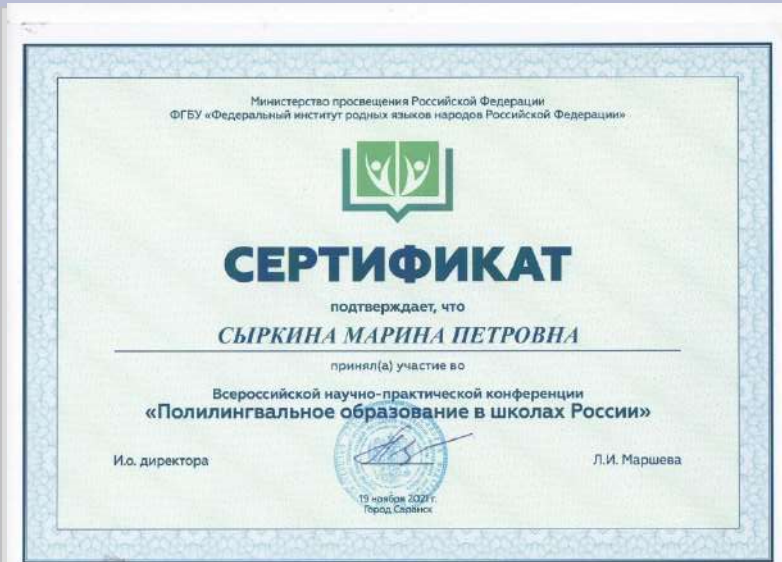 Министерство просвещения Российской Федерации
ФГБУ «Федеральный институт родных языков народов Российской Федерации»
СЕРТИФИКАТ
подтверждает, что
СЫРКИНА МАРИНА ПЕТРОВНА
принял(а) участие во
Всероссийской научно-практической конференции
«Полилингвальное образование в школах России»
И.о. директора
Л.И. Маршева
19 ноября 2021 г.
Город Саранск